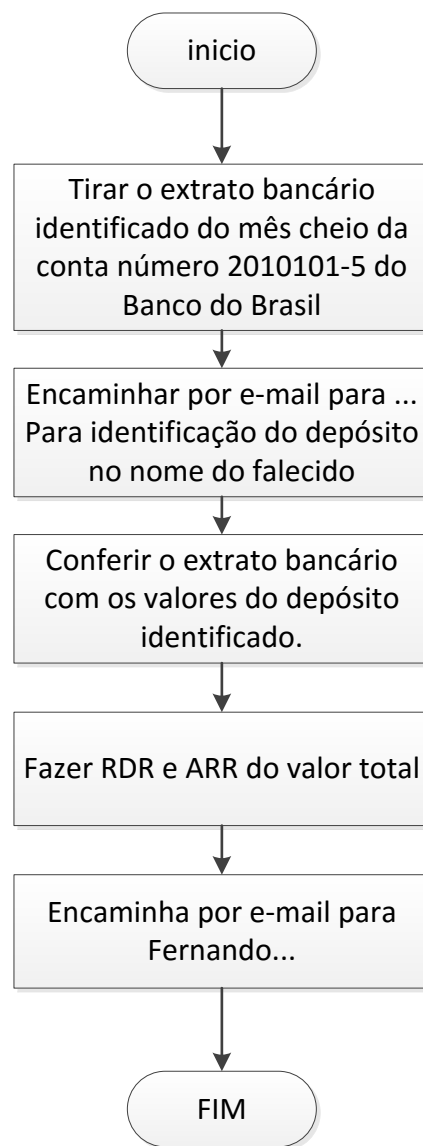 inicio
Tirar o extrato bancário
identificado do mês cheio da
conta número 2010101-5 do
Banco do Brasil
Encaminhar por e-mail para ...
Para identificação do depósito
no nome do falecido
Conferir o extrato bancário
com os valores do depósito
identificado.
Fazer RDR e ARR do valor total
Encaminha por e-mail para
Fernando...
FIM